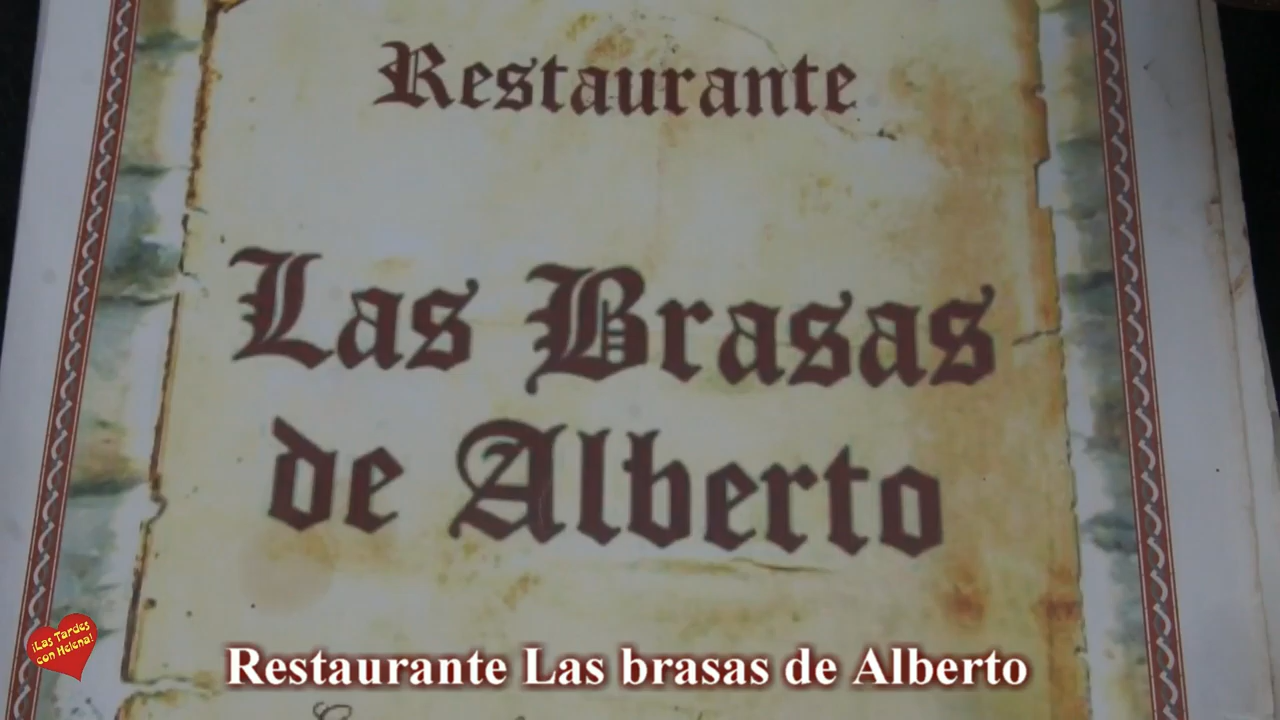 Restaurante
Las Brasas
de Alberto
¡Las Tardes
con Helena!
Restaurante Las brasas de Alberto